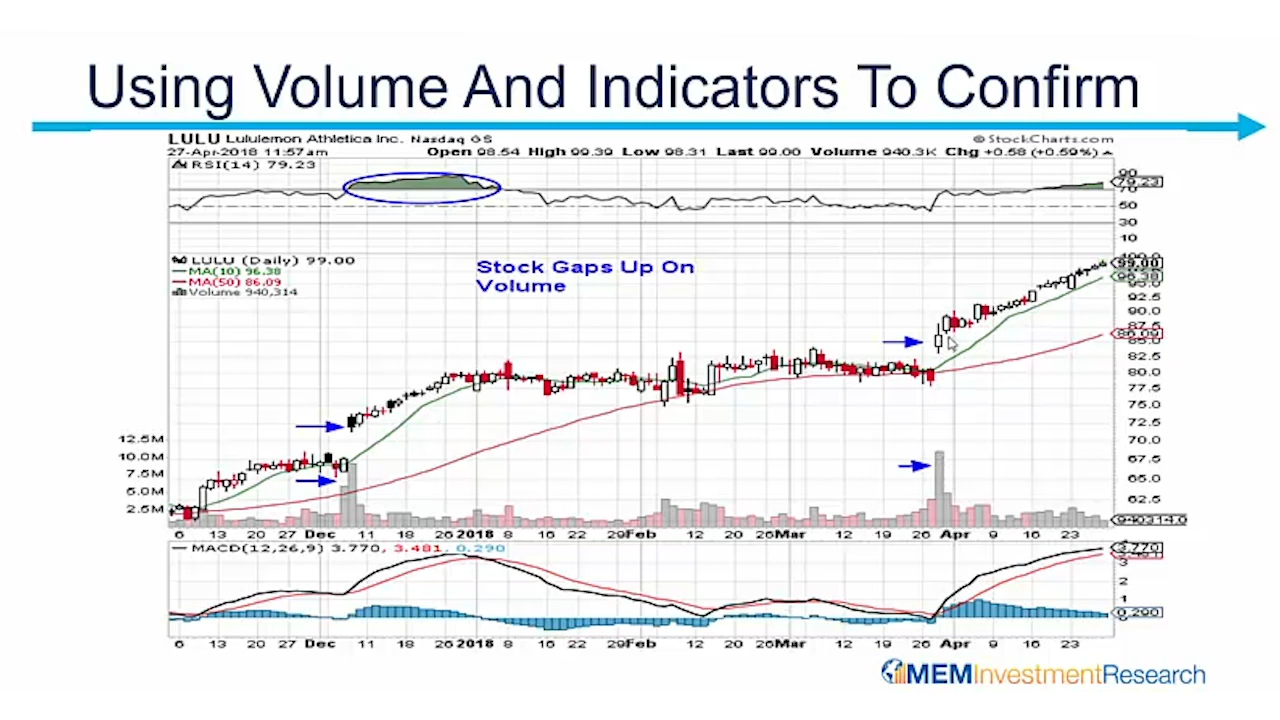 Using Volume And Indicators To Confirm
LULU Lululemon Athletica Inc. Nasdaq GS
© StockCharts.com
27-Apr-2018 11:57am
Open 98.54 High 99.39 Low 98.31 Last 99.00 Volume 940.3K Chg +0.58 (+0.59%)
RSI(14) 79.23
90
79.23
70
50
30
10
LULU (Daily) 99.00
MA(10) 96.38
MA(50) 86.09
Volume 940,314
Stock Gaps Up On
Volume
99.00
96.38
95.0
92.5
90.0
87.5
86.09
85.0
82.5
80.0
77.5
75.0
72.5
70.0
67.5
65.0
62.5
12.5M
10.0M
7.5M
5.0M
2.5M
940314.0
6 13 20 27 Dec 11 18 26 2018 8 16 22 29 Feb 12 20 26 Mar 12 19 26 Apr 9 16 23
MACD(12,26,9) 3.770, 3.481, 0.290
3.770
3.481
3
2
1
0.290
0
6 13 20 27 Dec 11 18 26 2018 8 16 22 29 Feb 12 20 26 Mar 12 19 26 Apr 9 16 23
MEMInvestmentResearch